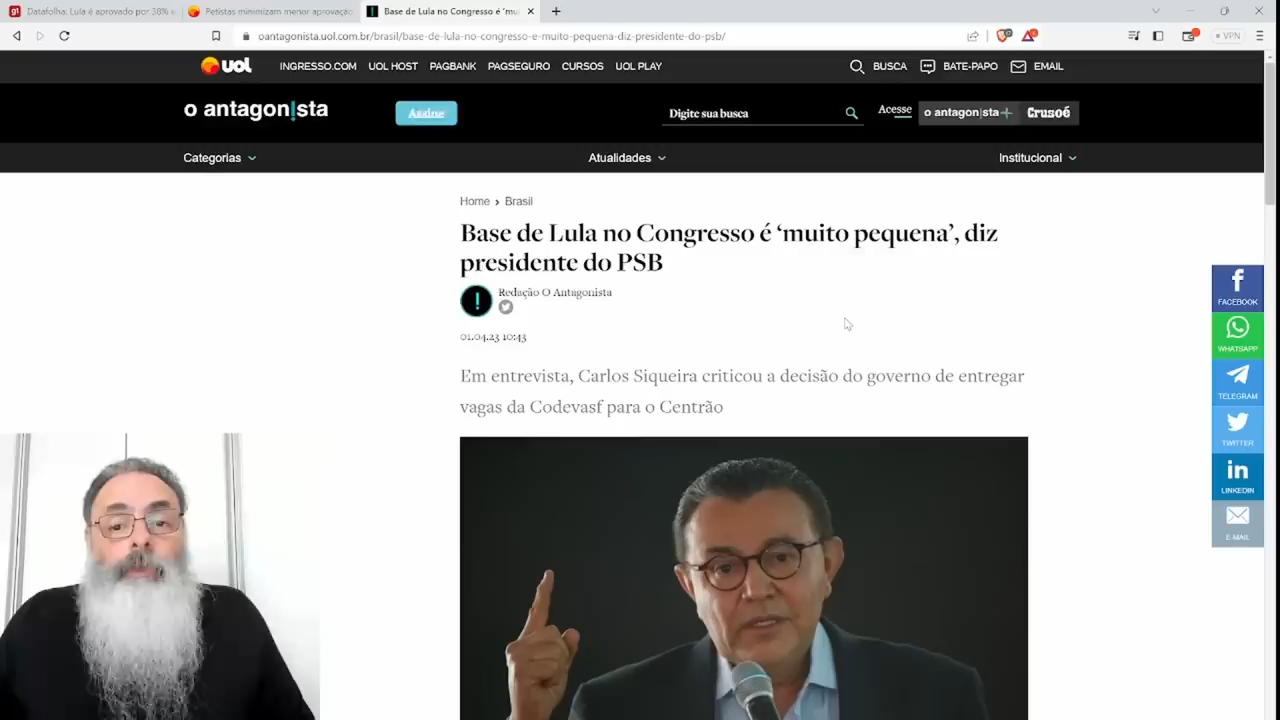 Datafolha: Lula é aprovado por 38% e
Petistas minimizam menor aprovação
Base de Lula no Congresso é ‘mui
oantagonista.uol.com.br/brasil/base-de-lula-no-congresso-e-muito-pequena-diz-presidente-do-psb/
VPN
UOL
INGRESSO.COM UOL HOST PAGBANK PAGSEGURO CURSOS UOL PLAY
BUSCA BATE-PAPO EMAIL
o antagon!sta
Assine
Digite sua busca
Acesse
o antagon|sta+
Crusoé
Categorias
Atualidades
Institucional
Home › Brasil
Base de Lula no Congresso é ‘muito pequena’, diz
presidente do PSB
Redação O Antagonista
01.04.23 10:43
Em entrevista, Carlos Siqueira criticou a decisão do governo de entregar
vagas da Codevasf para o Centrão
FACEBOOK
WHATSAPP
TELEGRAM
TWITTER
LINKEDIN
E-MAIL